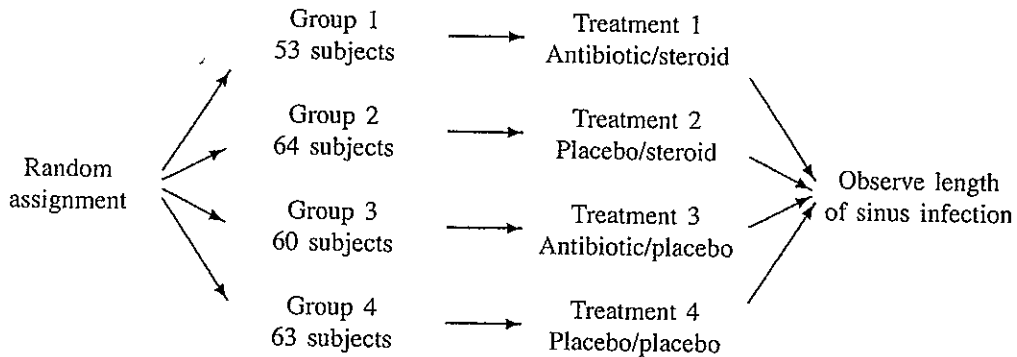 Group 1
53 subjects
Treatment 1
Antibiotic/steroid
Group 2
64 subjects
Treatment 2
Placebo/steroid
Random
assignment
Observe length
of sinus infection
Group 3
60 subjects
Treatment 3
Antibiotic/placebo
Group 4
63 subjects
Treatment 4
Placebo/placebo